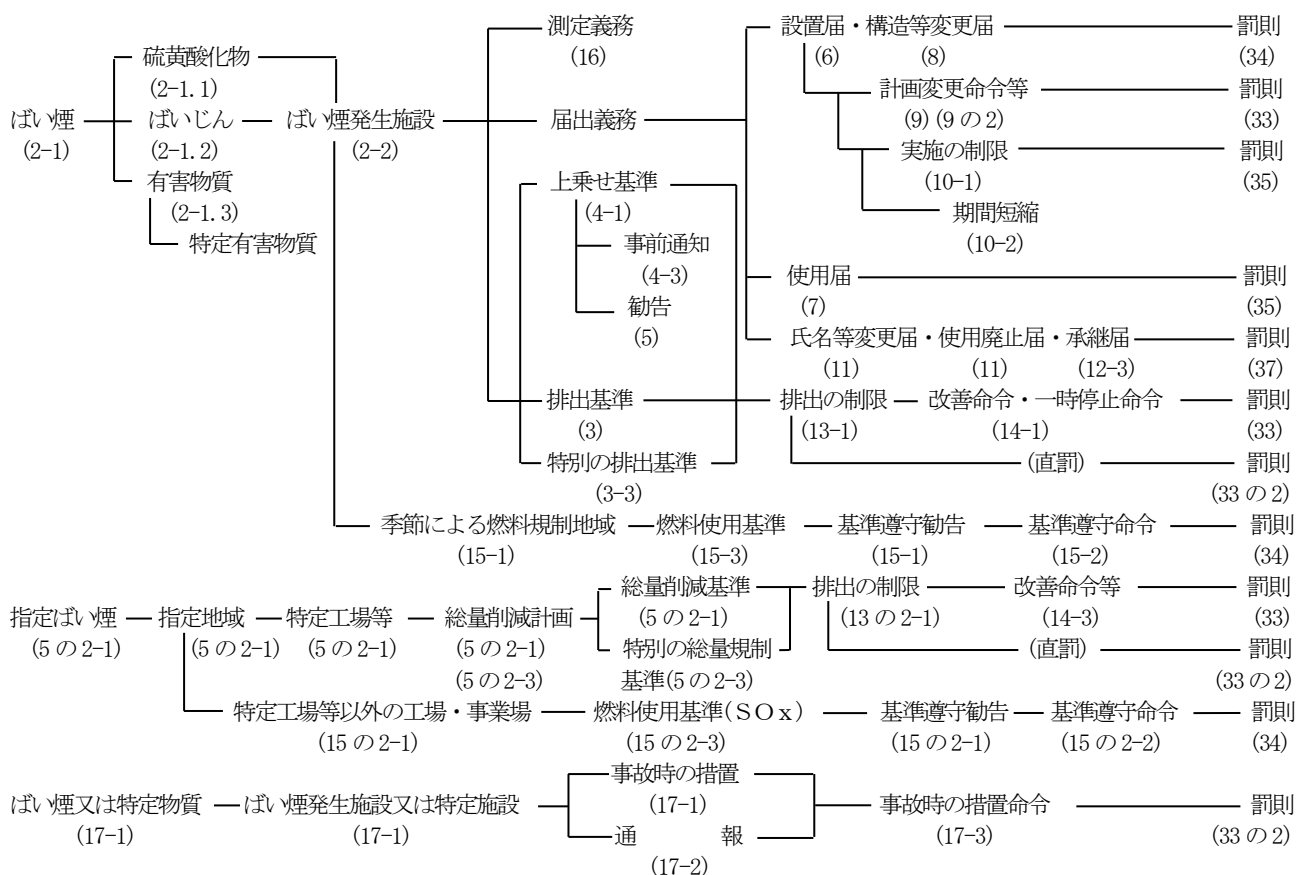 測定義務 設置届・構造等変更届 罰則
硫黄酸化物 (16) (6) (8) (34)
(2-1.1) 計画変更命令等 罰則
ばい煙 ばいじん ばい煙発生施設 届出義務 (9) (9の2) (33)
(2-1) (2-1.2) (2-2) 実施の制限 罰則
有害物質 上乗せ基準 (10-1) (35)
(2-1.3) (4-1) 期間短縮
特定有害物質 事前通知 (10-2)
(4-3) 使用届 罰則
勧告 (7) (35)
(5) 氏名等変更届・使用廃止届・承継届 罰則
(11) (11) (12-3) (37)
排出基準 排出の制限 改善命令・一時停止命令 罰則
(3) (13-1) (14-1) (33)
特別の排出基準 (直罰) 罰則
(3-3) (33の2)
季節による燃料規制地域 燃料使用基準 基準遵守勧告 基準遵守命令 罰則
(15-1) (15-3) (15-1) (15-2) (34)
総量削減基準 排出の制限 改善命令等 罰則
指定ばい煙 指定地域 特定工場等 総量削減計画 (5の2-1) (13の2-1) (14-3) (33)
(5の2-1) (5の2-1) (5の2-1) (5の2-1) 特別の総量規制 (直罰) 罰則
(5の2-3) 基準(5の2-3) (33の2)
特定工場等以外の工場・事業場 燃料使用基準(SOx) 基準遵守勧告 基準遵守命令 罰則
(15の2-1) (15の2-3) (15の2-1) (15の2-2) (34)
事故時の措置
ばい煙又は特定物質 ばい煙発生施設又は特定施設 (17-1) 事故時の措置命令 罰則
(17-1) (17-1) 通 報 (17-3) (33の2)
(17-2)